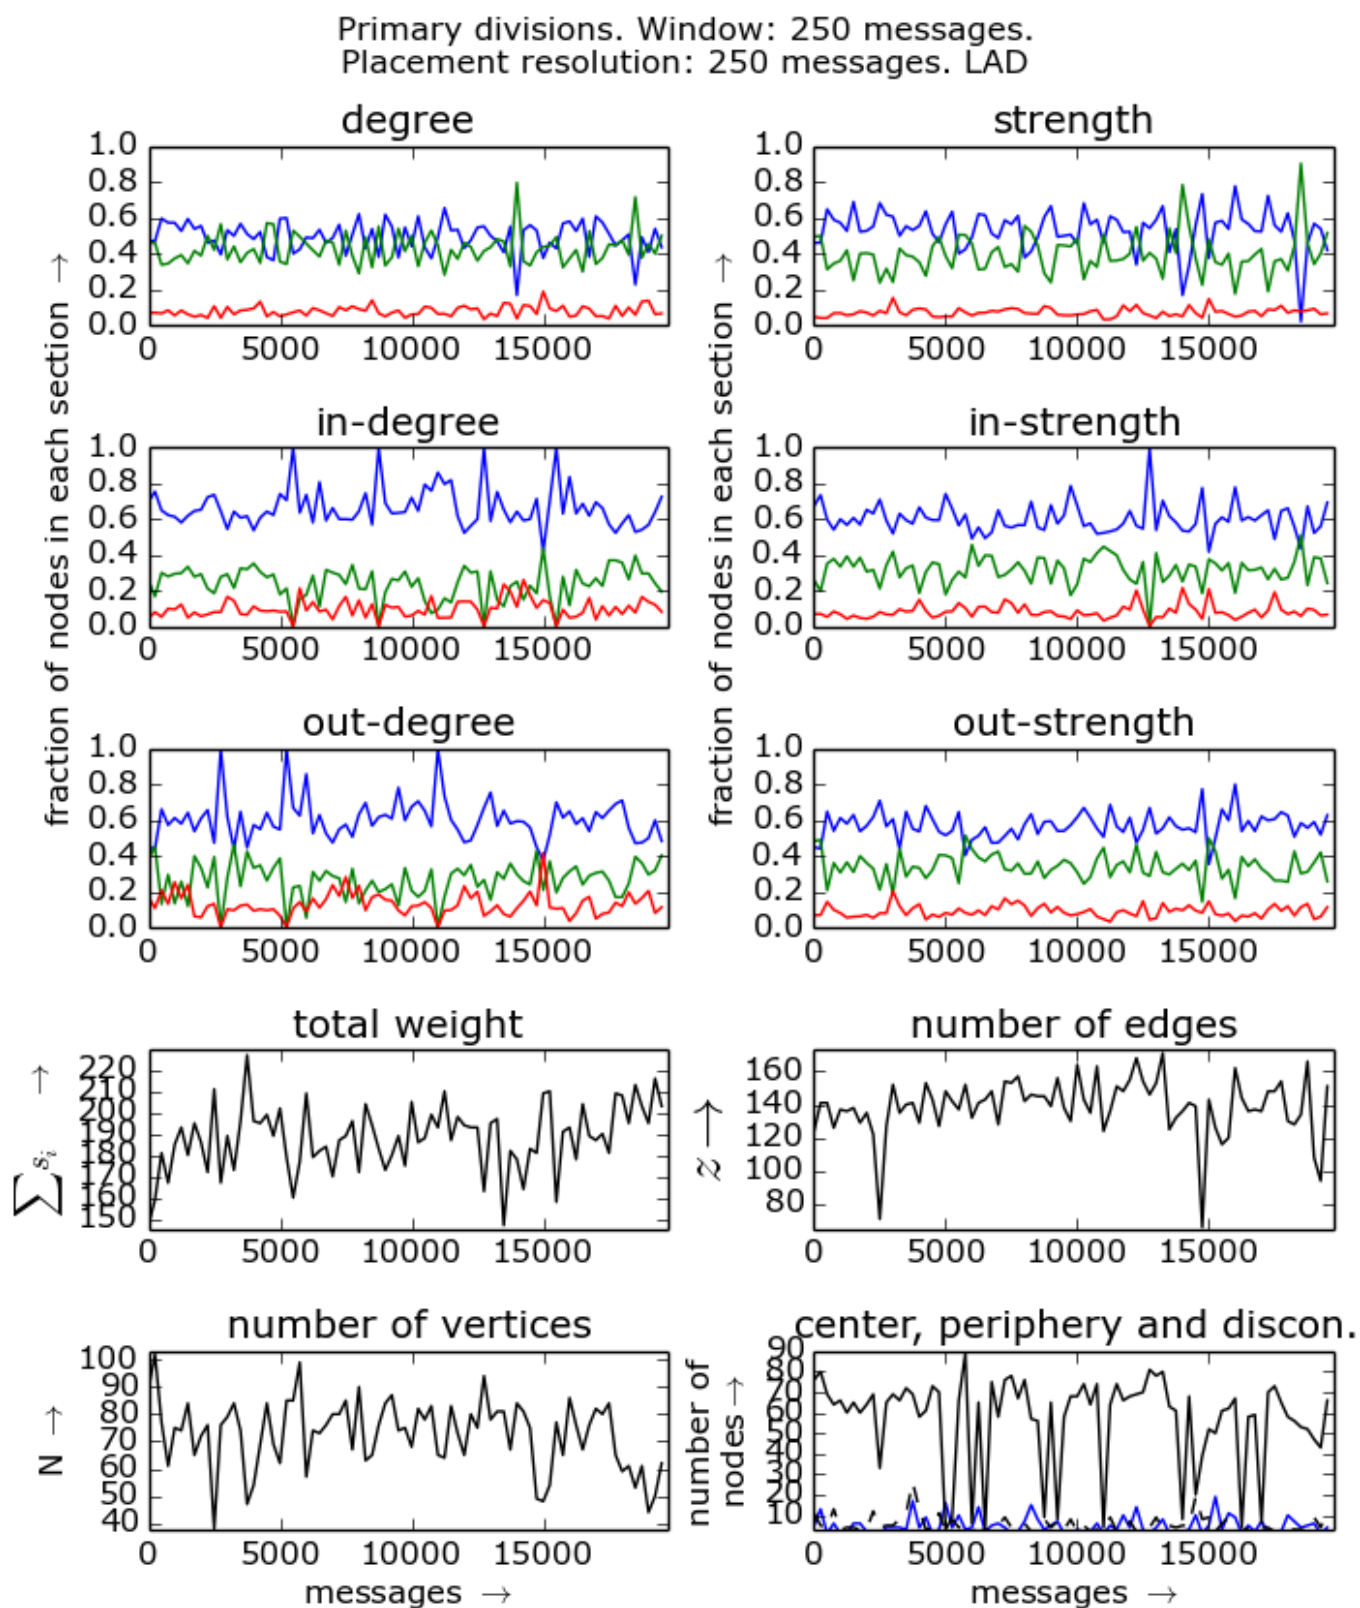 Primary divisions. Window: 250 messages.
Placement resolution: 250 messages. LAD
degree
strength
1.0 1.0
0.8 0.8
0.6 0.6
0.4 0.4
0.2 0.2
0.0 0.0
0 5000 10000 15000 0 5000 10000 15000
fraction of nodes in each section →
fraction of nodes in each section →
in-degree
in-strength
1.0 1.0
0.8 0.8
0.6 0.6
0.4 0.4
0.2 0.2
0.0 0.0
0 5000 10000 15000 0 5000 10000 15000
out-degree
out-strength
1.0 1.0
0.8 0.8
0.6 0.6
0.4 0.4
0.2 0.2
0.0 0.0
0 5000 10000 15000 0 5000 10000 15000
total weight
number of edges
∑ s_i →
220
210
200
190
180
170
160
150
0 5000 10000 15000
z →
160
140
120
100
80
0 5000 10000 15000
number of vertices
center, periphery and discon.
N →
100
90
80
70
60
50
40
0 5000 10000 15000
messages →
number of
nodes →
90
80
70
60
50
40
30
20
10
0 5000 10000 15000
messages →